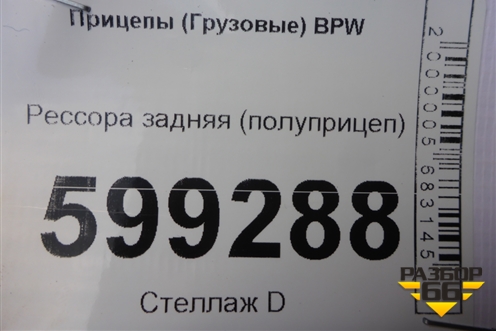 Прицепы (Грузовые) BPW
Рессора задняя (полуприцеп)
599288
Стеллаж D
2000005683145
РАЗБОР
66